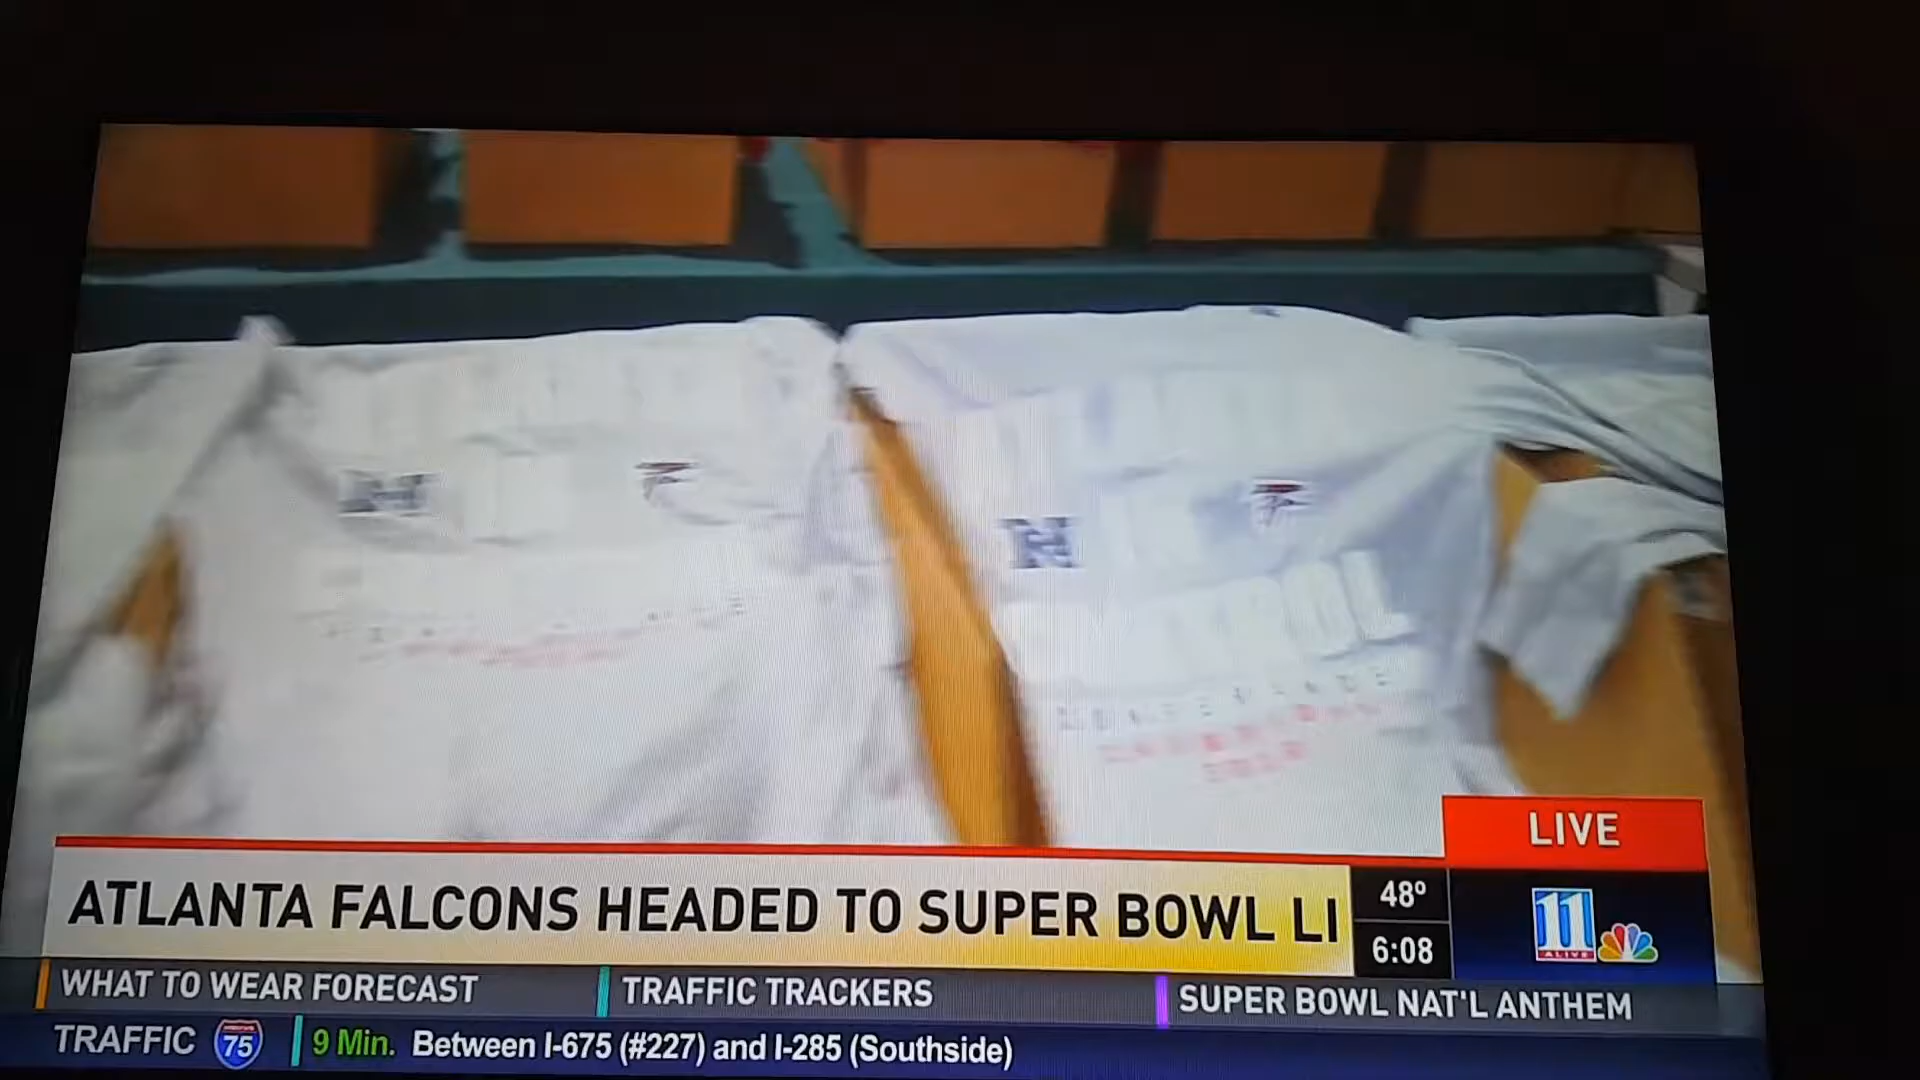 LIVE
ATLANTA FALCONS HEADED TO SUPER BOWL LI
48°
6:08
11
ALIVE
WHAT TO WEAR FORECAST
TRAFFIC TRACKERS
SUPER BOWL NAT'L ANTHEM
TRAFFIC 75 9 Min. Between I-675 (#227) and I-285 (Southside)